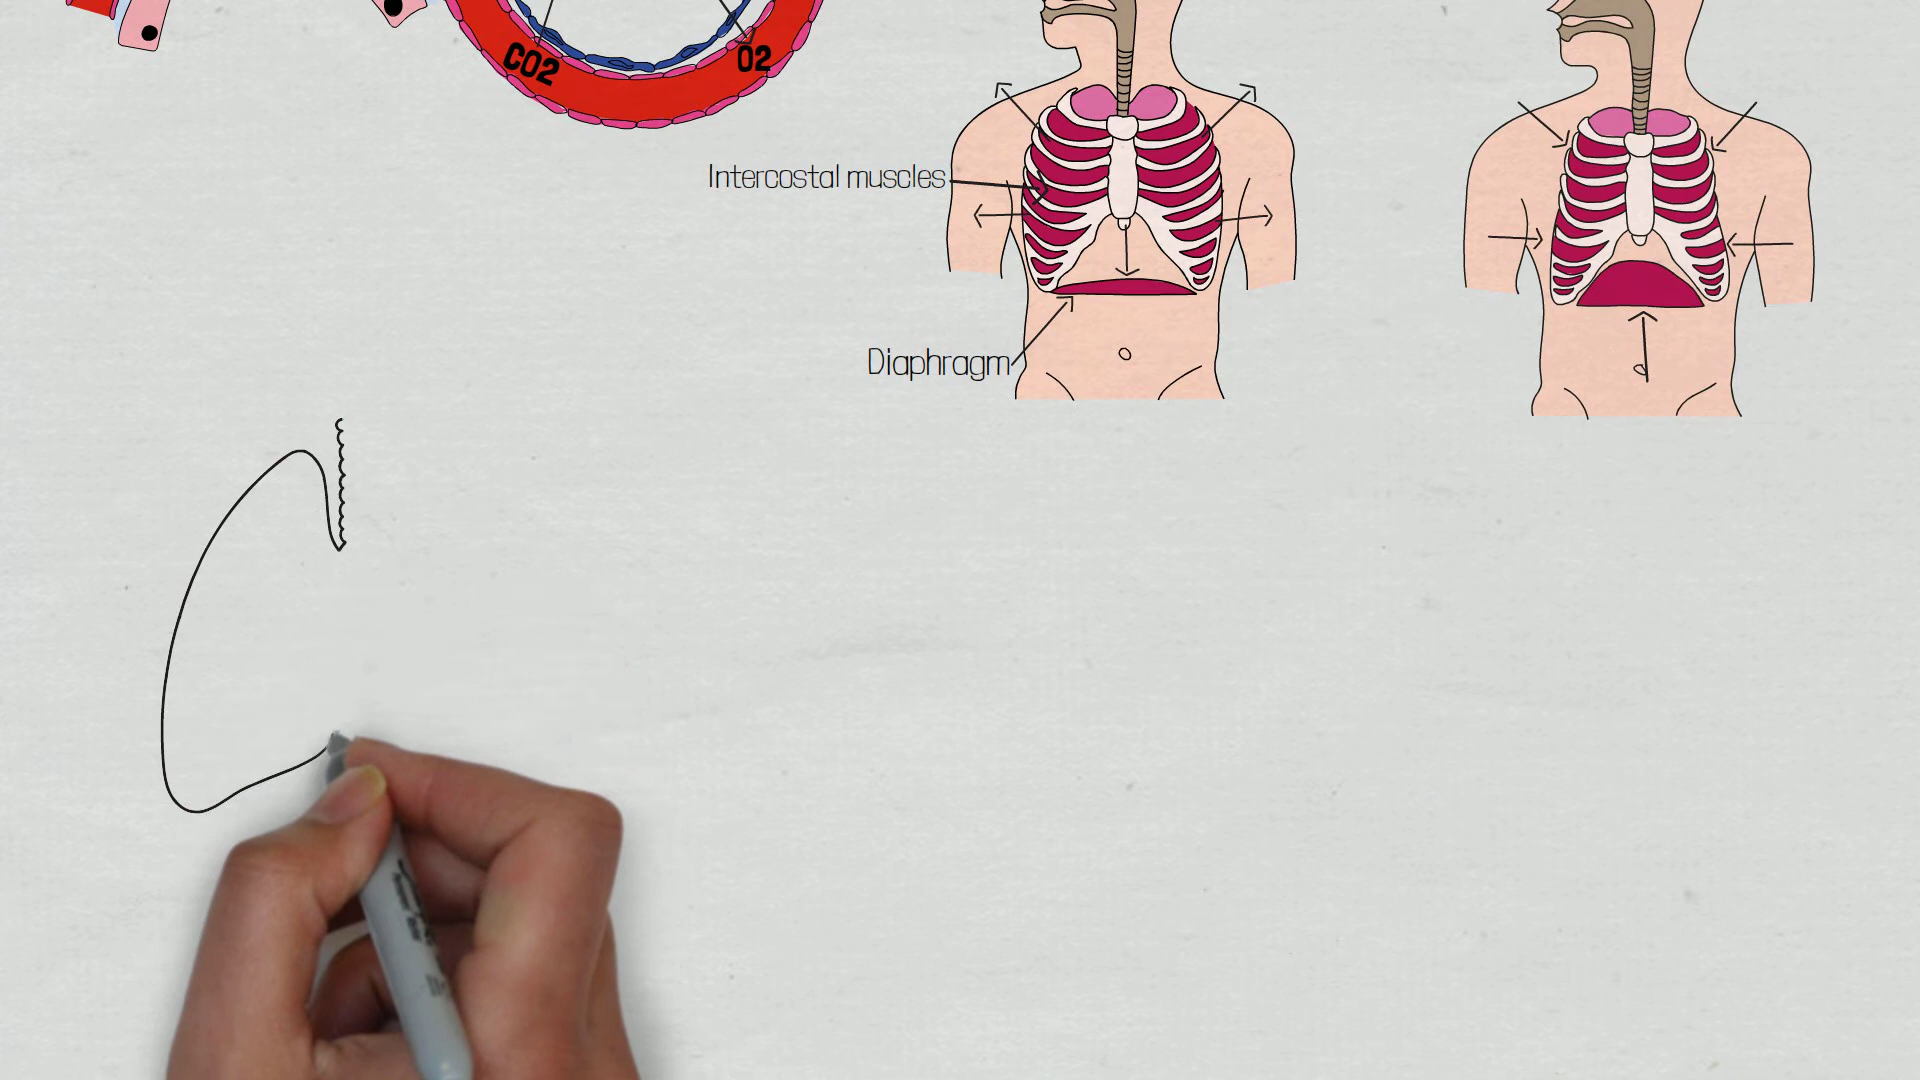 CO2
O2
Intercostal muscles
Diaphragm